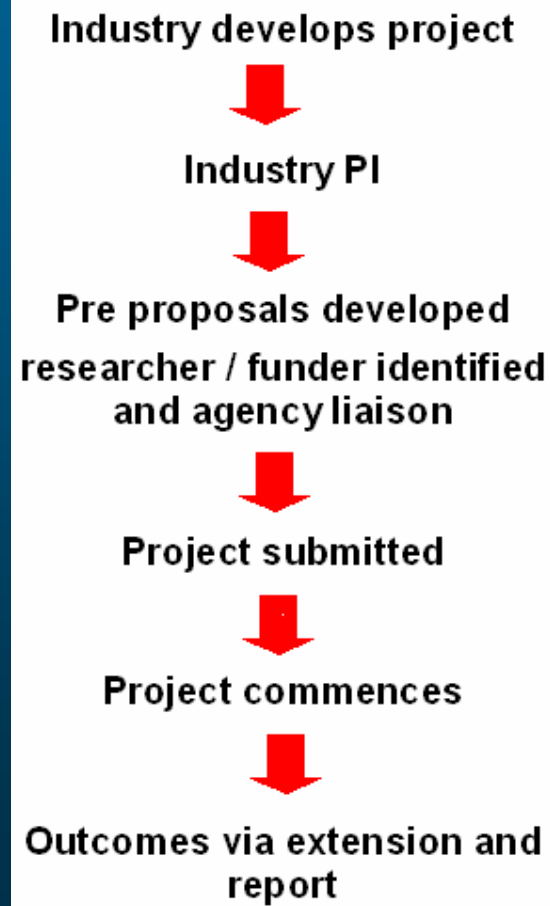 Industry develops project
Industry PI
Pre proposals developed
researcher / funder identified
and agency liaison
Project submitted
Project commences
Outcomes via extension and
report